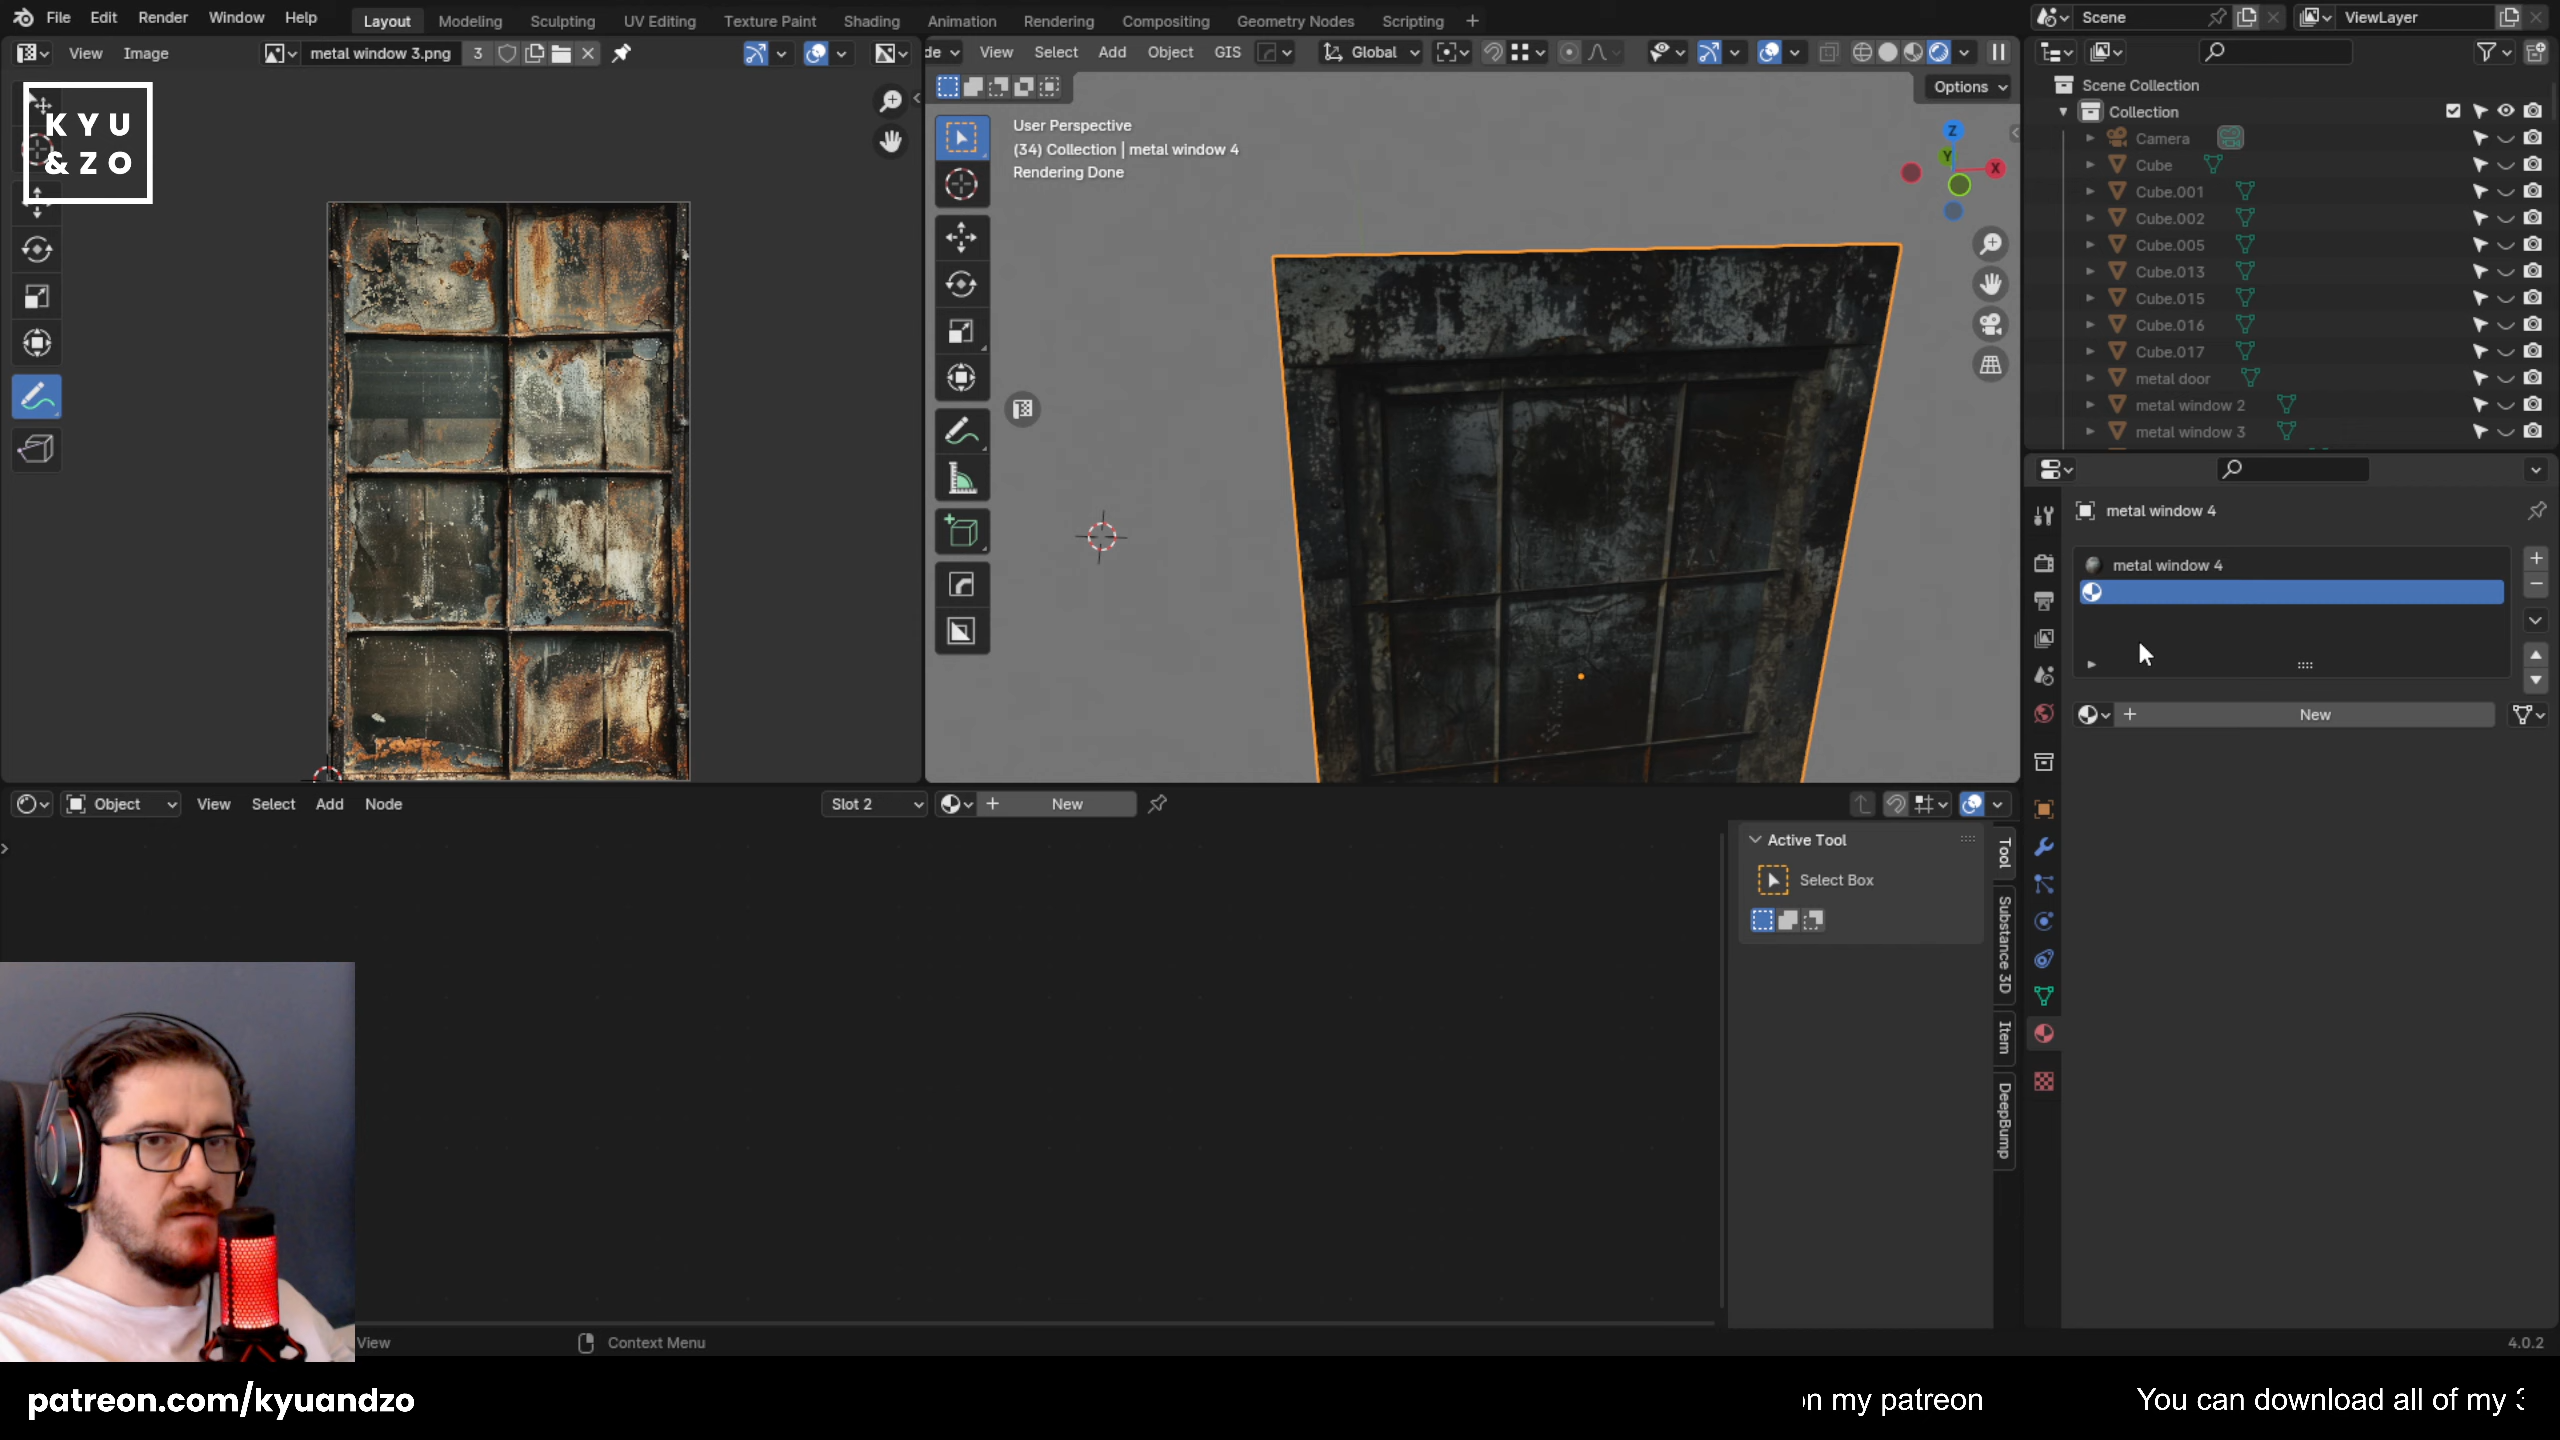 File Edit Render Window Help
Layout Modeling Sculpting UV Editing Texture Paint Shading Animation Rendering Compositing Geometry Nodes Scripting
Scene
ViewLayer
View Image
metal window 3.png 3
de View Select Add Object GIS
Global
Options
KYU
&ZO
User Perspective
(34) Collection | metal window 4
Rendering Done
Z
Y
X
Scene Collection
Collection
Camera
Cube
Cube.001
Cube.002
Cube.005
Cube.013
Cube.015
Cube.016
Cube.017
metal door
metal window 2
metal window 3
metal window 4
metal window 4
New
Object View Select Add Node
Slot 2
New
Active Tool
Select Box
Tool
Substance 3D
Item
DeepBump
View
Context Menu
4.0.2
patreon.com/kyuandzo
on my patreon
You can download all of my